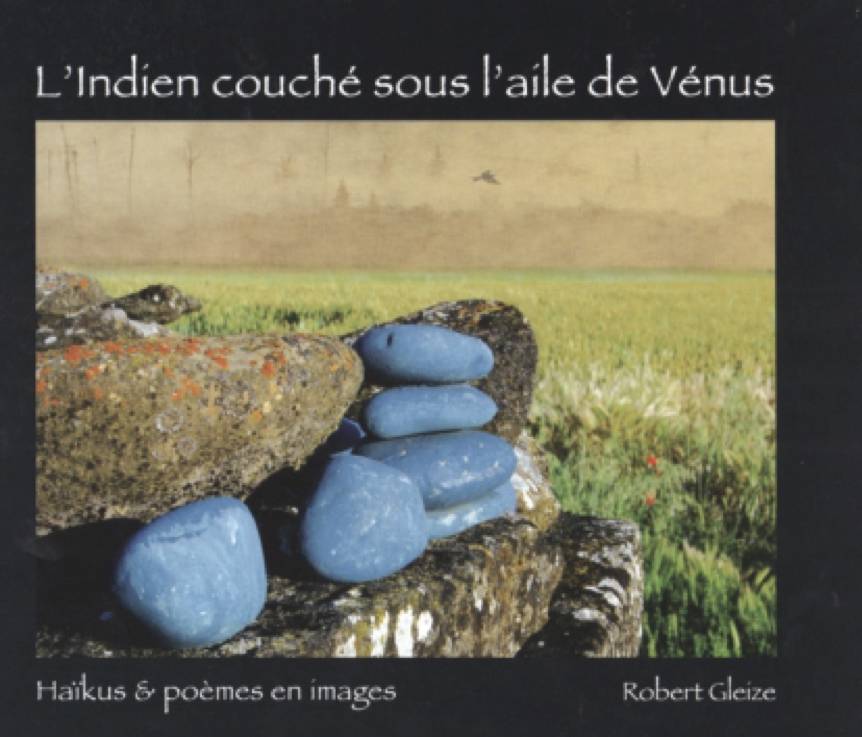 L'Indien couché sous l'aile de Vénus
Haïkus & poèmes en images
Robert Gleize